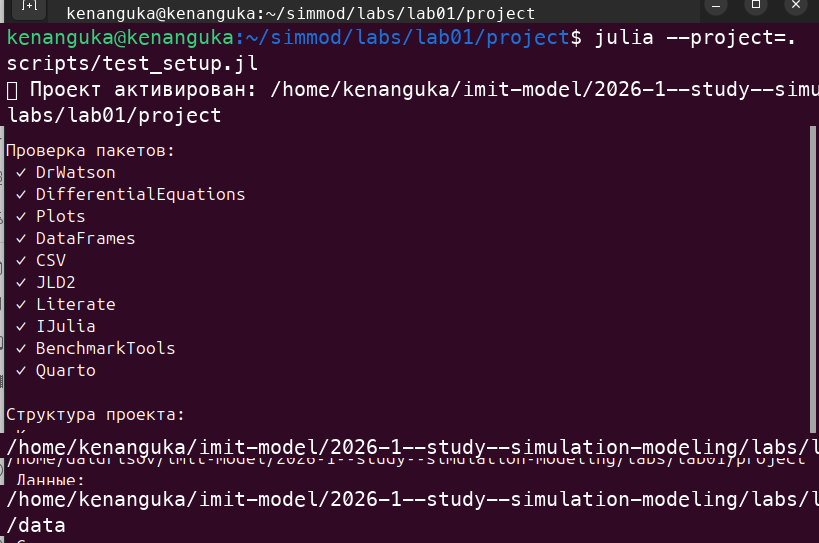 kenanguka@kenanguka:~/simmod/labs/lab01/project
kenanguka@kenanguka:~/simmod/labs/lab01/project$ julia --project=.
scripts/test_setup.jl
Проект активирован: /home/kenanguka/imit-model/2026-1--study--simu
labs/lab01/project
Проверка пакетов:
✓ DrWatson
✓ DifferentialEquations
✓ Plots
✓ DataFrames
✓ CSV
✓ JLD2
✓ Literate
✓ IJulia
✓ BenchmarkTools
✓ Quarto
Структура проекта:
/home/kenanguka/imit-model/2026-1--study--simulation-modeling/labs/l
/home/daidrisov/imit-model/2026-1--study--simulation-modeling/labs/lab01/project
Данные:
/home/kenanguka/imit-model/2026-1--study--simulation-modeling/labs/l
/data